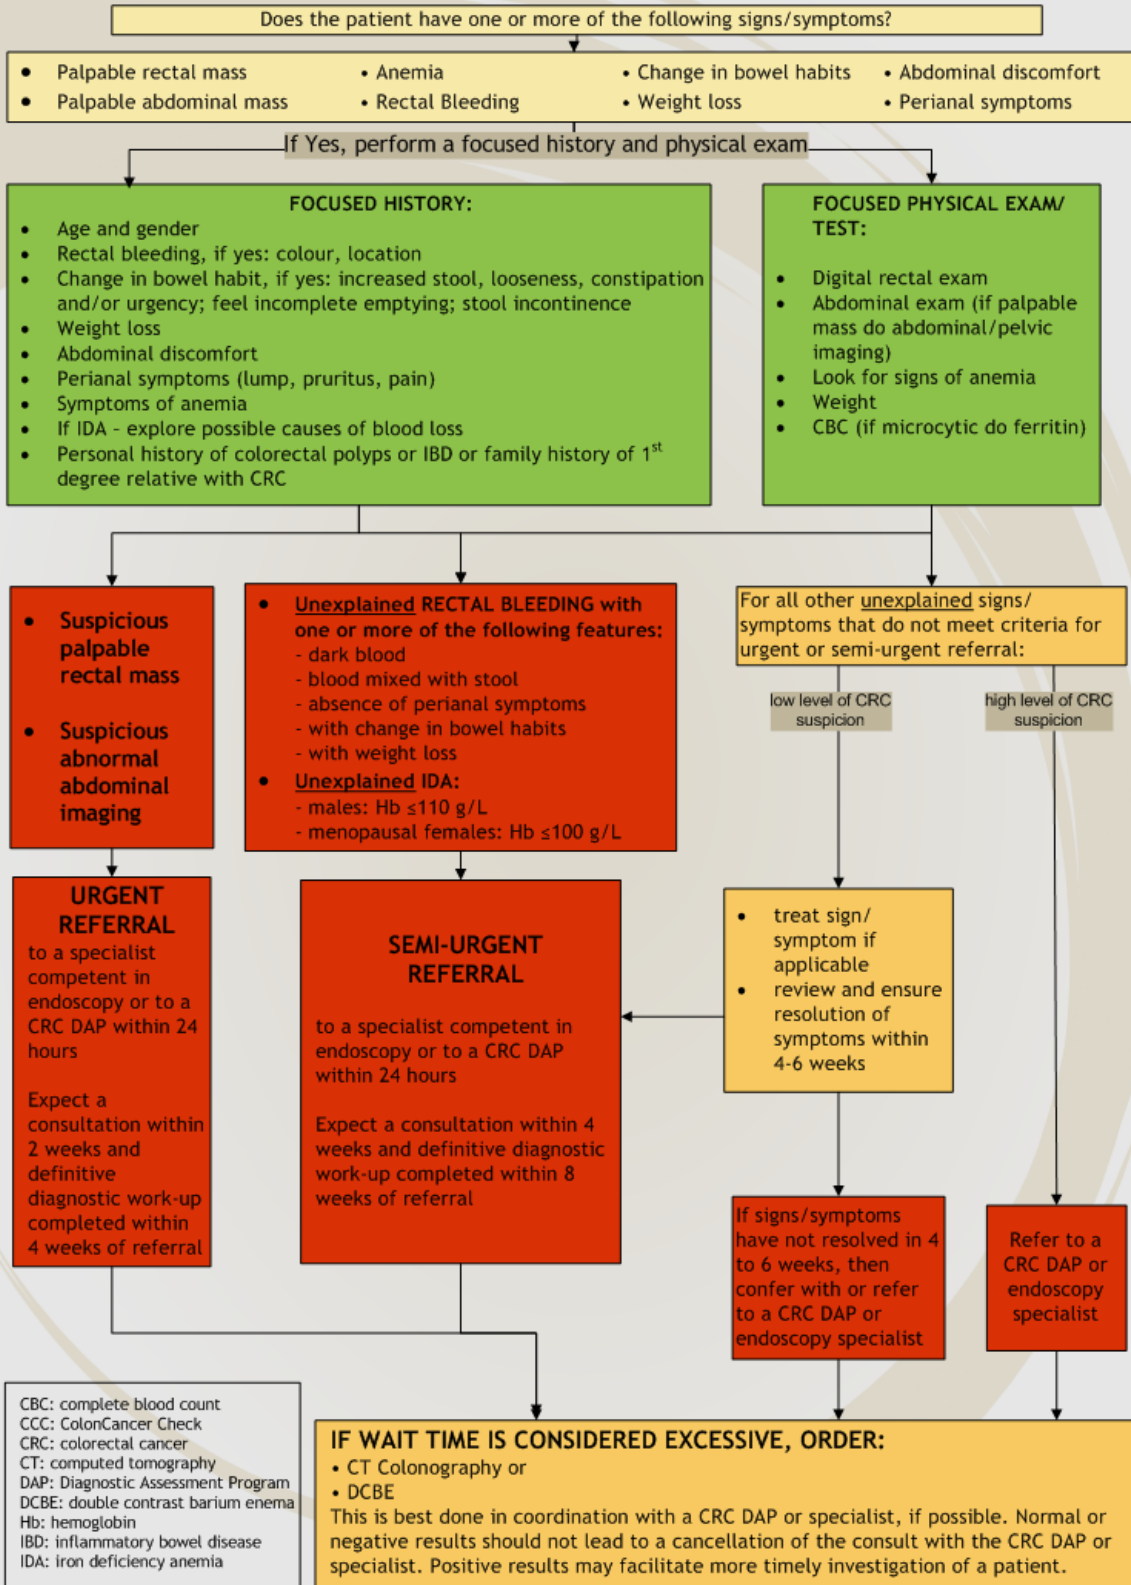 Does the patient have one or more of the following signs/symptoms?
• Palpable rectal mass • Anemia • Change in bowel habits • Abdominal discomfort
• Palpable abdominal mass • Rectal Bleeding • Weight loss • Perianal symptoms
If Yes, perform a focused history and physical exam
FOCUSED HISTORY:
• Age and gender
• Rectal bleeding, if yes: colour, location
• Change in bowel habit, if yes: increased stool, looseness, constipation
and/or urgency; feel incomplete emptying; stool incontinence
• Weight loss
• Abdominal discomfort
• Perianal symptoms (lump, pruritus, pain)
• Symptoms of anemia
• If IDA – explore possible causes of blood loss
• Personal history of colorectal polyps or IBD or family history of 1st
degree relative with CRC
FOCUSED PHYSICAL EXAM/
TEST:
• Digital rectal exam
• Abdominal exam (if palpable
mass do abdominal/pelvic
imaging)
• Look for signs of anemia
• Weight
• CBC (if microcytic do ferritin)
• Suspicious
palpable
rectal mass
• Suspicious
abnormal
abdominal
imaging
• Unexplained RECTAL BLEEDING with
one or more of the following features:
- dark blood
- blood mixed with stool
- absence of perianal symptoms
- with change in bowel habits
- with weight loss
• Unexplained IDA:
- males: Hb ≤110 g/L
- menopausal females: Hb ≤100 g/L
For all other unexplained signs/
symptoms that do not meet criteria for
urgent or semi-urgent referral:
low level of CRC
suspicion
high level of CRC
suspicion
URGENT
REFERRAL
to a specialist
competent in
endoscopy or to a
CRC DAP within 24
hours
Expect a
consultation within
2 weeks and
definitive
diagnostic work-up
completed within
4 weeks of referral
SEMI-URGENT
REFERRAL
to a specialist competent in
endoscopy or to a CRC DAP
within 24 hours
Expect a consultation within 4
weeks and definitive diagnostic
work-up completed within 8
weeks of referral
• treat sign/
symptom if
applicable
• review and ensure
resolution of
symptoms within
4-6 weeks
If signs/symptoms
have not resolved in 4
to 6 weeks, then
confer with or refer
to a CRC DAP or
endoscopy specialist
Refer to a
CRC DAP or
endoscopy
specialist
CBC: complete blood count
CCC: ColonCancer Check
CRC: colorectal cancer
CT: computed tomography
DAP: Diagnostic Assessment Program
DCBE: double contrast barium enema
Hb: hemoglobin
IBD: inflammatory bowel disease
IDA: iron deficiency anemia
IF WAIT TIME IS CONSIDERED EXCESSIVE, ORDER:
• CT Colonography or
• DCBE
This is best done in coordination with a CRC DAP or specialist, if possible. Normal or
negative results should not lead to a cancellation of the consult with the CRC DAP or
specialist. Positive results may facilitate more timely investigation of a patient.